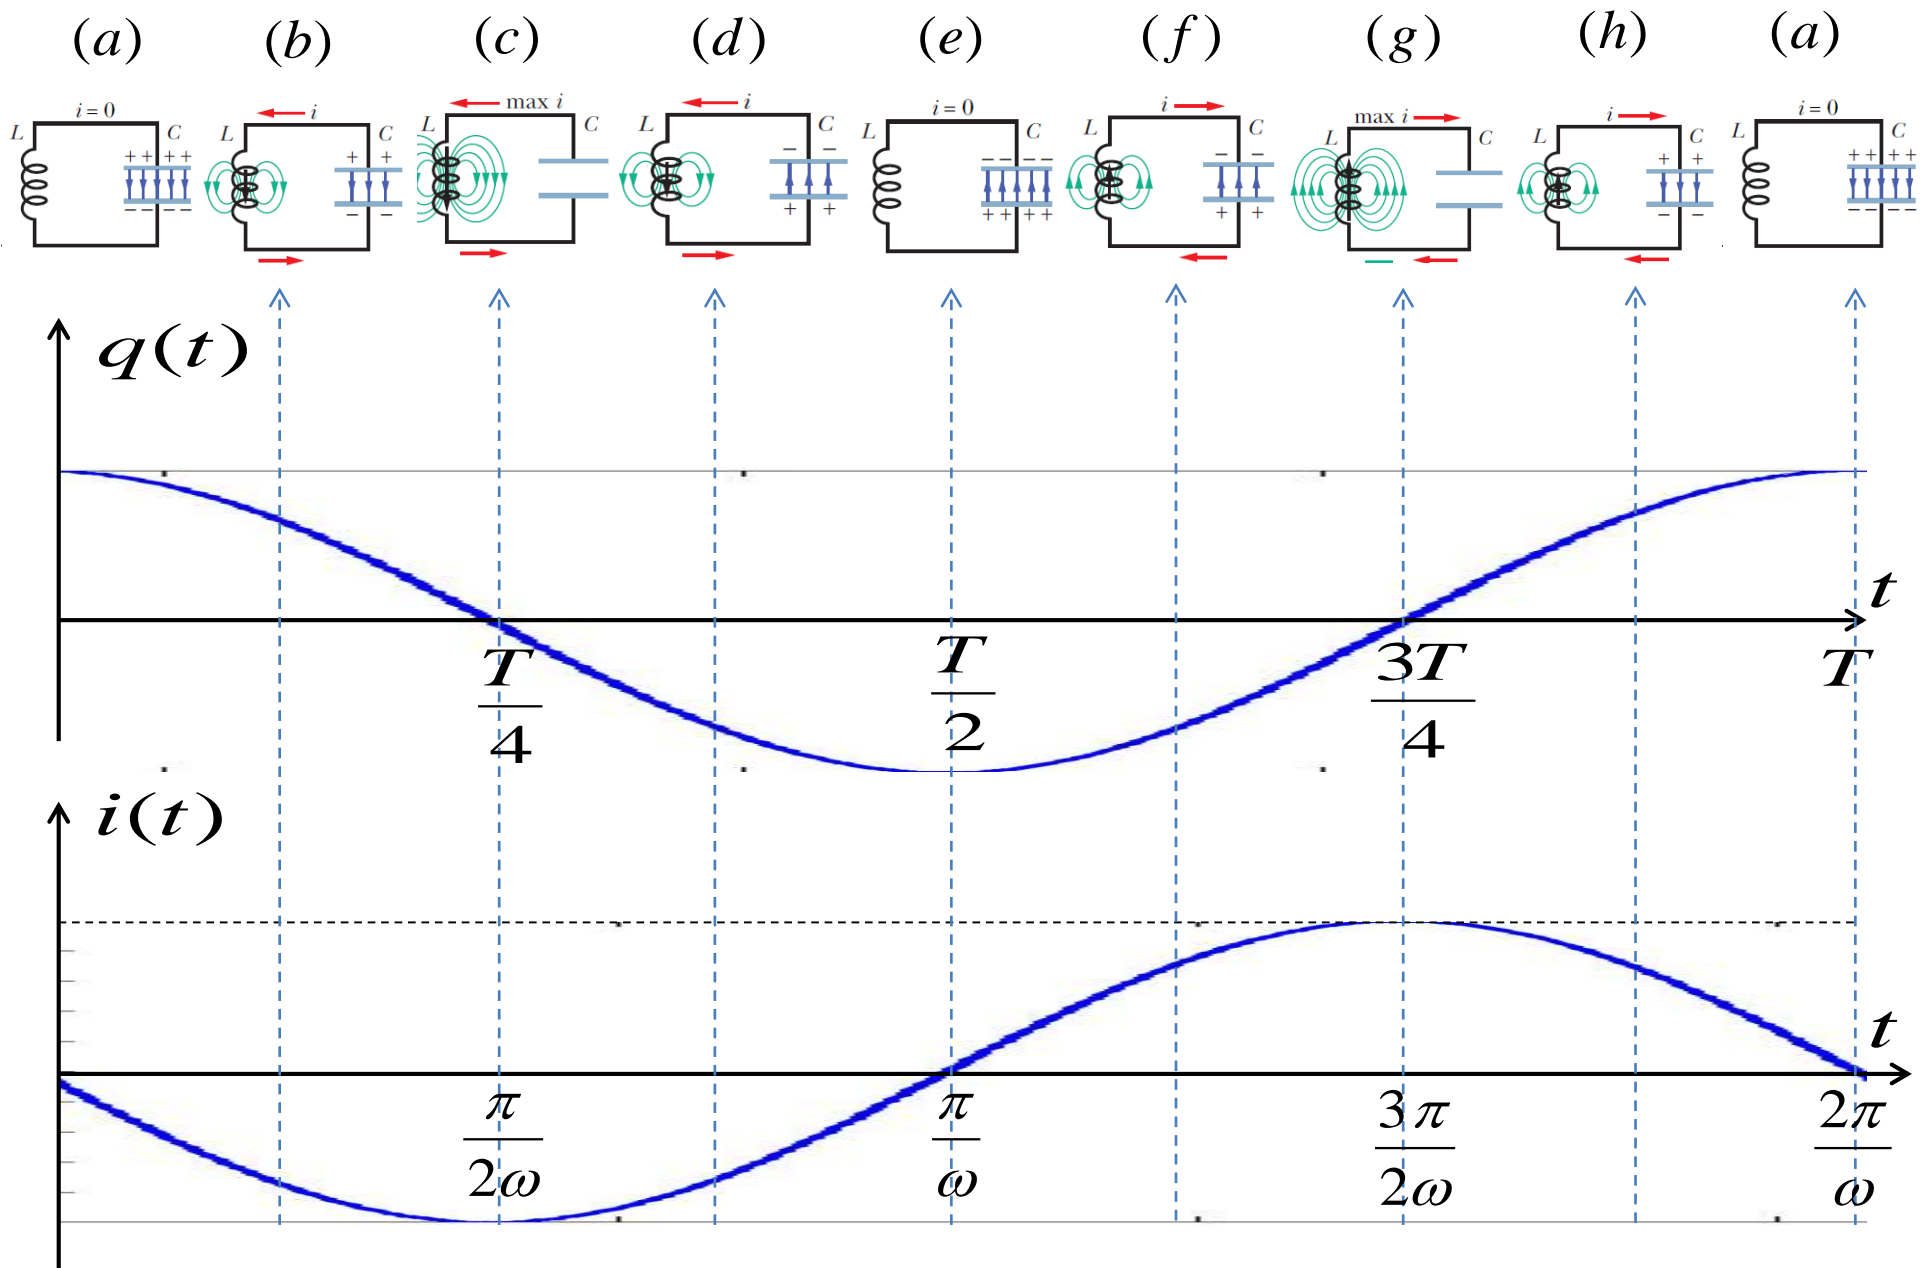 (a) (b) (c) (d) (e) (f) (g) (h) (a)
i = 0 i max i i i = 0 i max i i i = 0
L C L C L C L C L C L C L C L C L C
+ + + + + + − − − − − − − − + + + + + +
− − − − − − + + + + + + + + − − − − − −
q(t)
t
T/4 T/2 3T/4 T
i(t)
t
π/2ω π/ω 3π/2ω 2π/ω